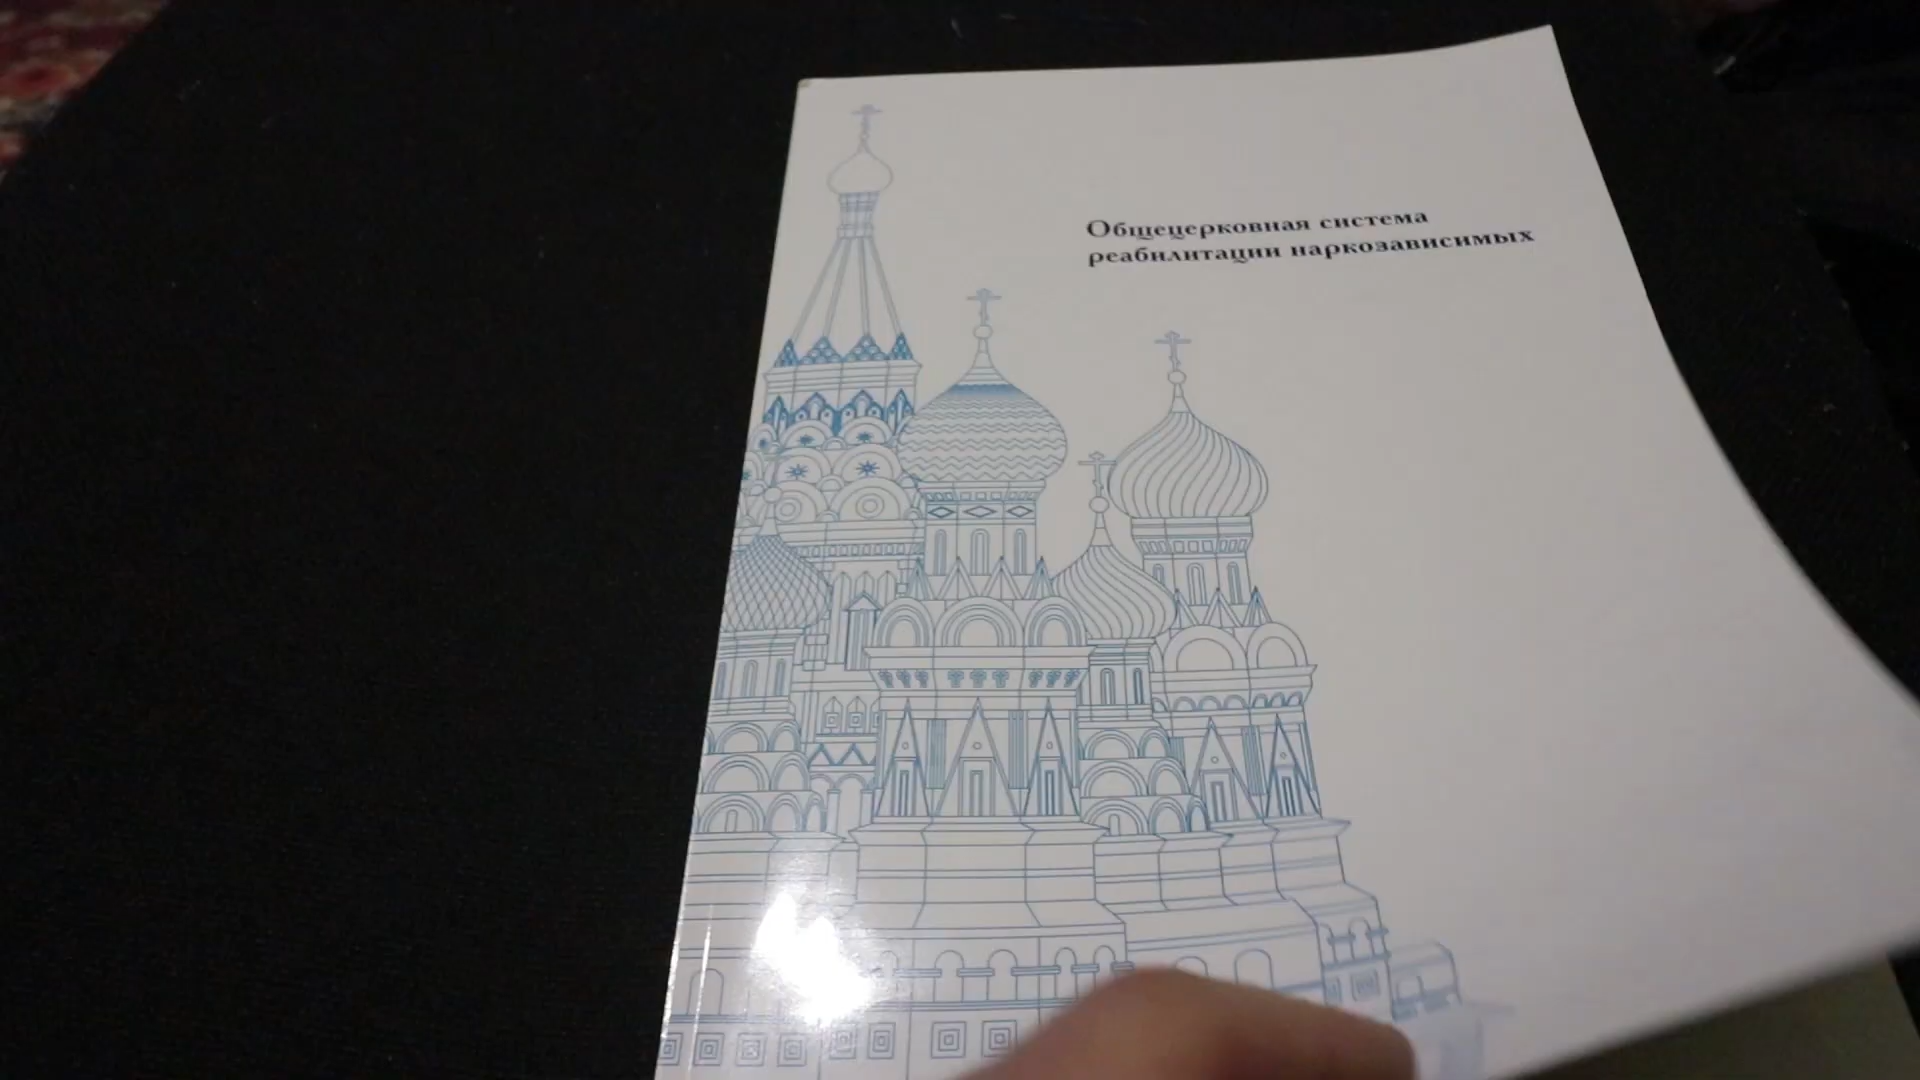 Общецерковная система
реабилитации наркозависимых